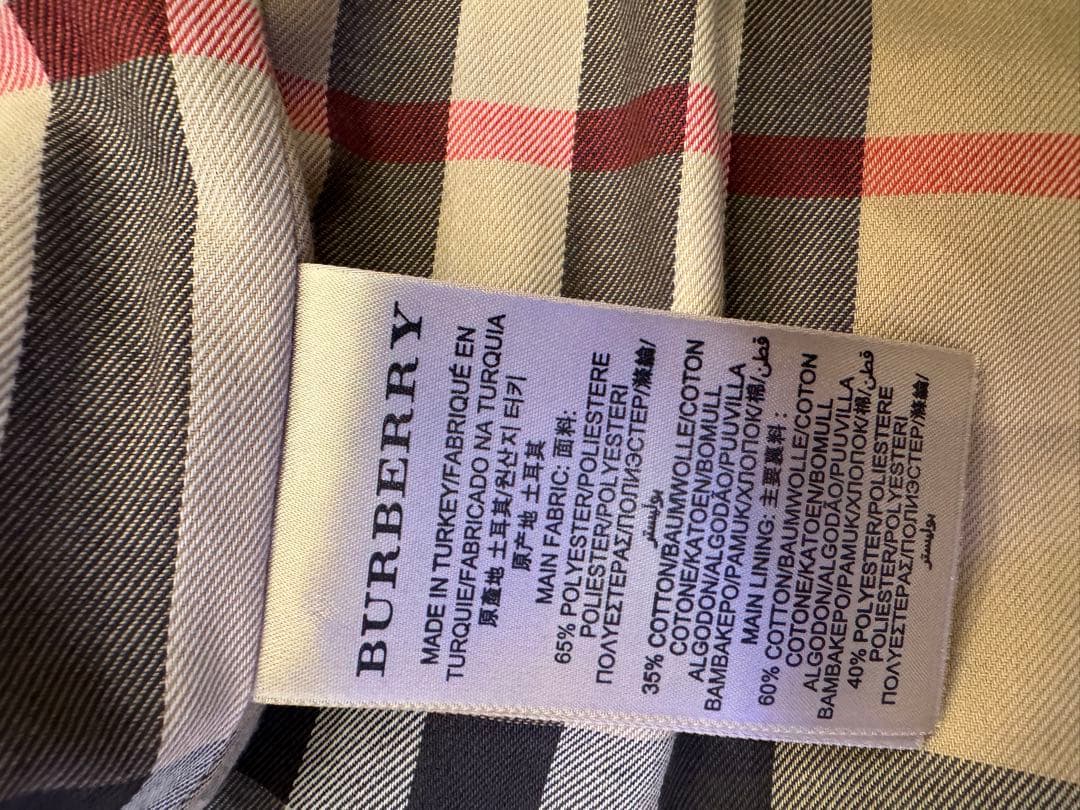 BURBERRY
MADE IN TURKEY/FABRIQUÉ EN
TURQUIE/FABRICADO NA TURQUIA
原產地 土耳其/원산지 터키
原产地 土耳其
MAIN FABRIC: 面料:
65% POLYESTER/POLIESTERE
POLIESTER/POLYESTERI
ΠΟΛΥΕΣΤΕΡΑΣ/ПОЛИЭСТЕР/滌綸/
بوليستر
35% COTTON/BAUMWOLLE/COTON
COTONE/KATOEN/BOMULL
ALGODON/ALGODÃO/PUUVILLA
ΒΑΜΒΑΚΕΡΟ/PAMUK/ХЛОПОК/棉/قطن
MAIN LINING: 主要裏料:
60% COTTON/BAUMWOLLE/COTON
COTONE/KATOEN/BOMULL
ALGODON/ALGODÃO/PUUVILLA
ΒΑΜΒΑΚΕΡΟ/PAMUK/ХЛОПОК/棉/قطن
40% POLYESTER/POLIESTERE
POLIESTER/POLYESTERI
ΠΟΛΥΕΣΤΕΡΑΣ/ПОЛИЭСТЕР/滌綸/
بوليستر